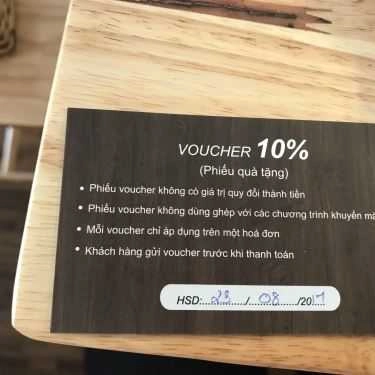 VOUCHER 10%
(Phiếu quà tặng)
• Phiếu voucher không có giá trị quy đổi thành tiền
• Phiếu voucher không dùng ghép với các chương trình khuyến
• Mỗi voucher chỉ áp dụng trên một hoá đơn
• Khách hàng gửi voucher trước khi thanh toán
HSD:...23..../...08...../2017